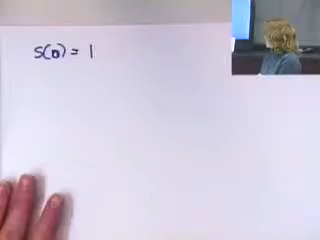 S(0) = 1